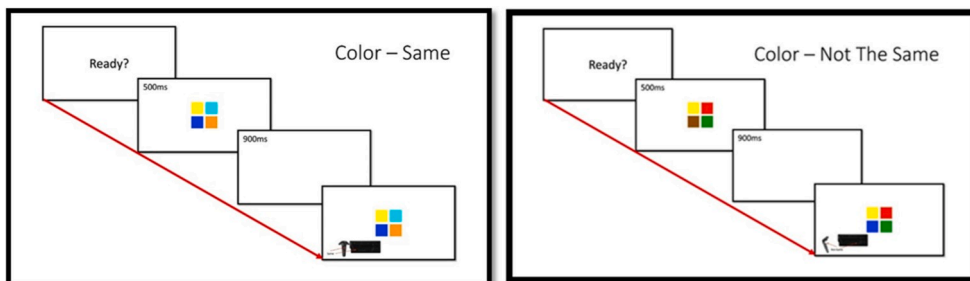 Color – Same
Ready?
500ms
900ms
Color – Not The Same
Ready?
500ms
900ms